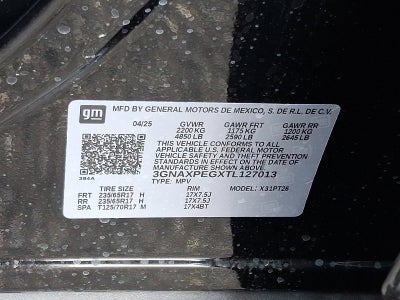 gm
MFD BY GENERAL MOTORS DE MEXICO, S. DE R.L. DE C.V.
04/25 GVWR GAWR FRT GAWR RR
2200 KG 1175 KG 1200 KG
4850 LB 2590 LB 2645 LB
THIS VEHICLE CONFORMS TO ALL
APPLICABLE U.S. FEDERAL MOTOR
VEHICLE SAFETY AND THEFT PREVENTION
STANDARDS IN EFFECT ON THE DATE OF
MANUFACTURE SHOWN ABOVE.
3GNAXPEGXTL127013
TYPE: MPV MODEL: X31PT26
TIRE SIZE RIM
FRT 235/65R17 H 17X7.5J
RR 235/65R17 H 17X7.5J
SPA T125/70R17 M 17X4BT